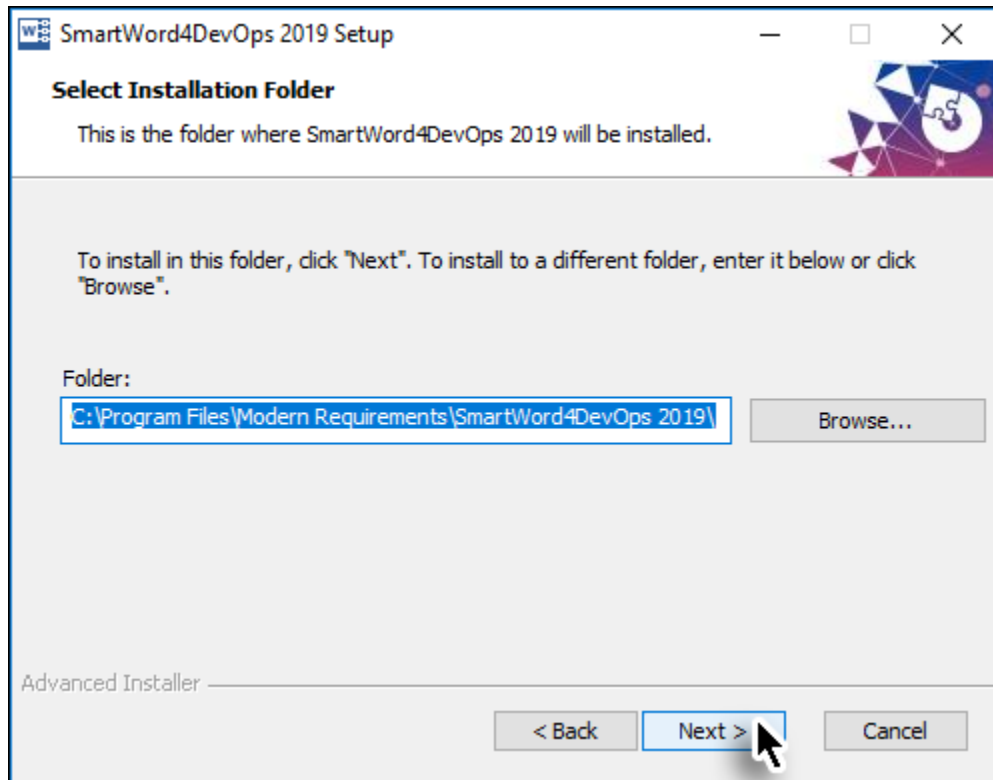 SmartWord4DevOps 2019 Setup
Select Installation Folder
This is the folder where SmartWord4DevOps 2019 will be installed.
To install in this folder, click "Next". To install to a different folder, enter it below or click
"Browse".
Folder:
C:\Program Files\Modern Requirements\SmartWord4DevOps 2019\
Browse...
Advanced Installer
< Back
Next >
Cancel